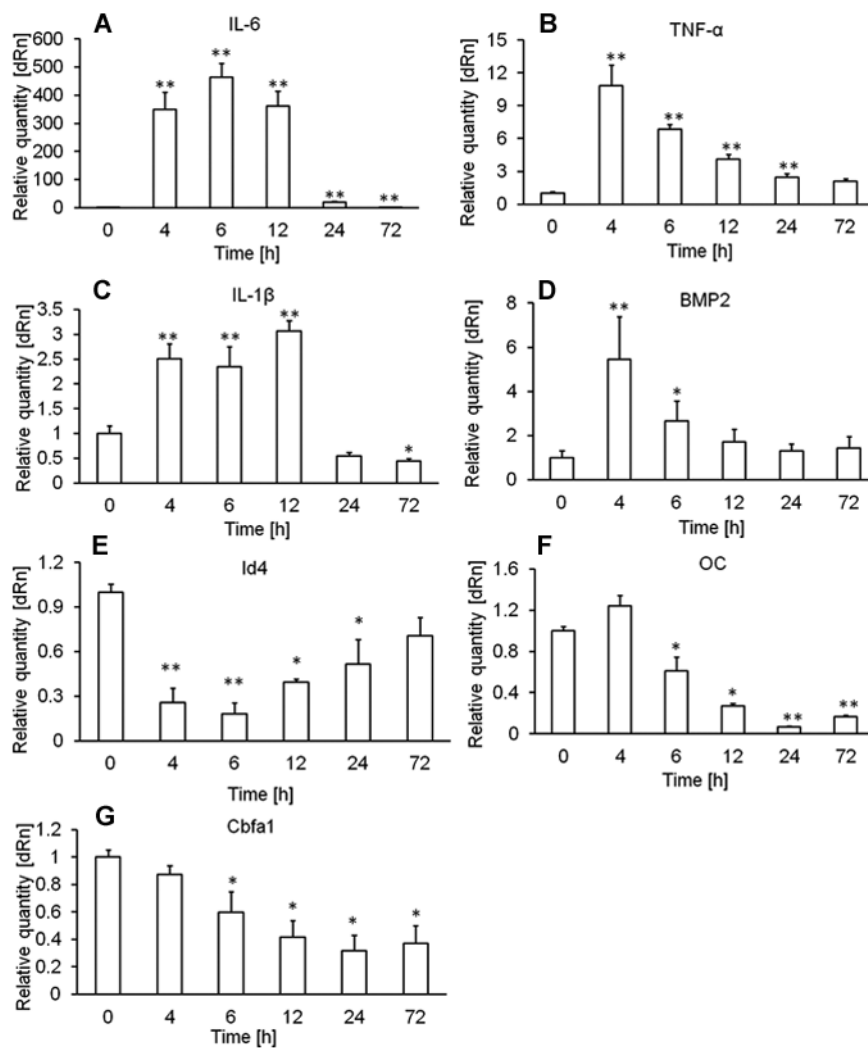 A
IL-6
Relative quantity [dRn]
600
500
400
300
200
100
0
** ** ** ** **
0 4 6 12 24 72
Time [h]
B
TNF-α
Relative quantity [dRn]
15
12
9
6
3
0
** ** ** **
0 4 6 12 24 72
Time [h]
C
IL-1β
Relative quantity [dRn]
3.5
3
2.5
2
1.5
1
0.5
0
** ** ** *
0 4 6 12 24 72
Time [h]
D
BMP2
Relative quantity [dRn]
8
6
4
2
0
** *
0 4 6 12 24 72
Time [h]
E
Id4
Relative quantity [dRn]
1.2
0.9
0.6
0.3
0
** ** * *
0 4 6 12 24 72
Time [h]
F
OC
Relative quantity [dRn]
1.6
1.2
0.8
0.4
0
* * ** **
0 4 6 12 24 72
Time [h]
G
Cbfa1
Relative quantity [dRn]
1.2
1
0.8
0.6
0.4
0.2
0
* * * *
0 4 6 12 24 72
Time [h]